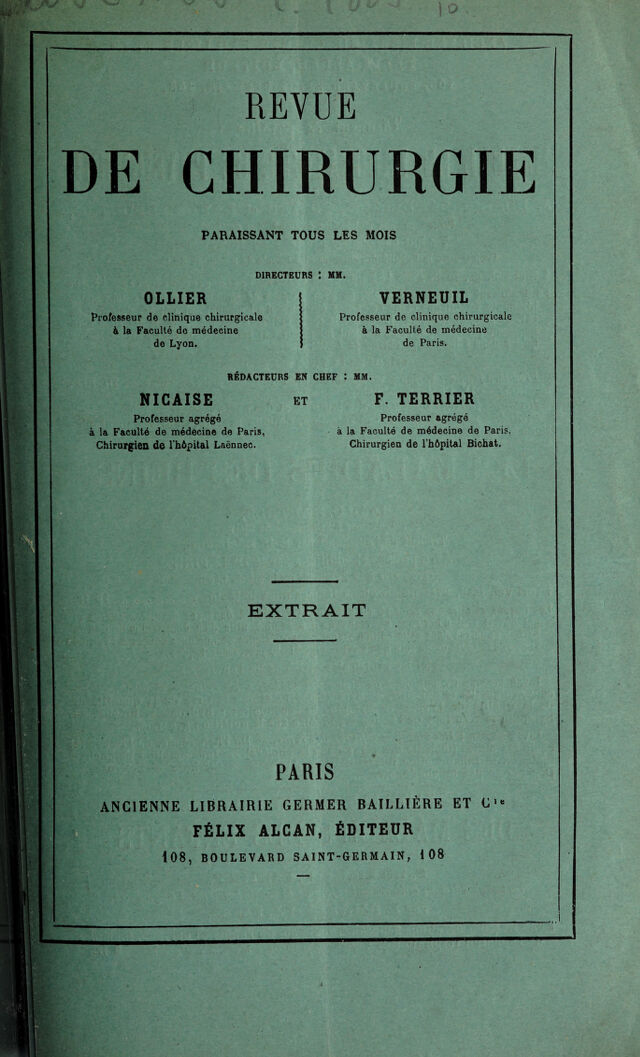 REVUE
DE CHIRURGIE
PARAISSANT TOUS LES MOIS
DIRECTEURS : MM.
OLLIER
Professeur de clinique chirurgicale
à la Faculté de médecine
de Lyon.
VERNEUIL
Professeur de clinique chirurgicale
à la Faculté de médecine
de Paris.
RÉDACTEURS EN CHEF : MM.
NICAISE
Professeur agrégé
à la Faculté de médecine de Paris,
Chirurgien de l'hôpital Laënnec.
ET
F. TERRIER
Professeur agrégé
à la Faculté de médecine de Paris.
Chirurgien de l'hôpital Bichat.
EXTRAIT
PARIS
ANCIENNE LIBRAIRIE GERMER BAILLIÈRE ET Cie
FÉLIX ALCAN, ÉDITEUR
108, BOULEVARD SAINT-GERMAIN, 108